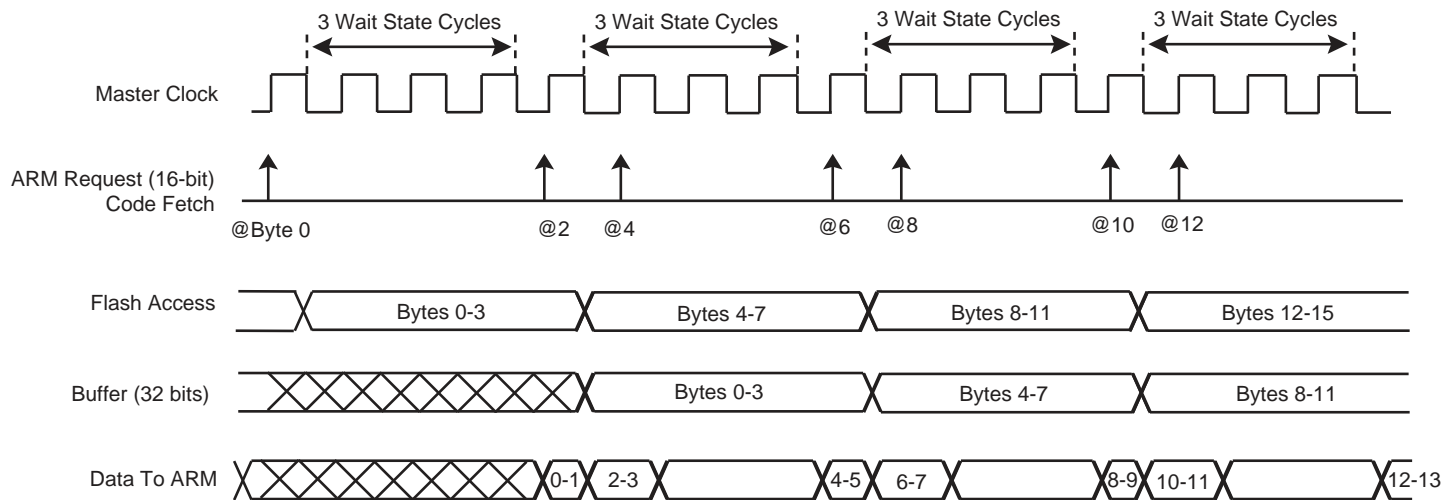 3 Wait State Cycles 3 Wait State Cycles 3 Wait State Cycles 3 Wait State Cycles
Master Clock
ARM Request (16-bit)
Code Fetch
@Byte 0 @2 @4 @6 @8 @10 @12
Flash Access Bytes 0-3 Bytes 4-7 Bytes 8-11 Bytes 12-15
Buffer (32 bits) Bytes 0-3 Bytes 4-7 Bytes 8-11
Data To ARM 0-1 2-3 4-5 6-7 8-9 10-11 12-13